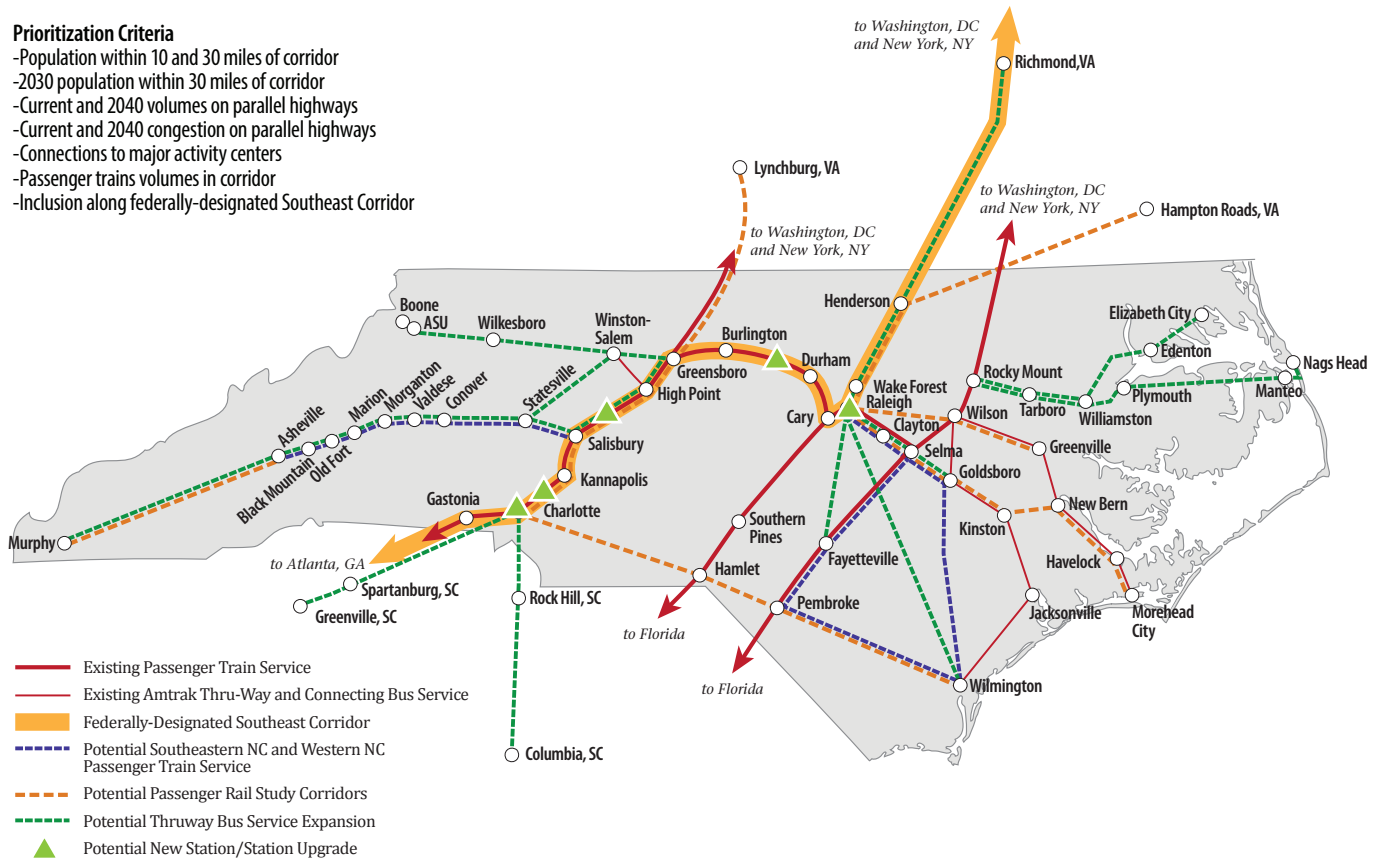 Prioritization Criteria
-Population within 10 and 30 miles of corridor
-2030 population within 30 miles of corridor
-Current and 2040 volumes on parallel highways
-Current and 2040 congestion on parallel highways
-Connections to major activity centers
-Passenger trains volumes in corridor
-Inclusion along federally-designated Southeast Corridor
to Washington, DC
and New York, NY
Richmond,VA
Lynchburg, VA
to Washington, DC
and New York, NY
to Washington, DC
and New York, NY
Hampton Roads, VA
Henderson
Boone
ASU
Wilkesboro
Winston-
Salem
Burlington
Greensboro
Durham
High Point
Elizabeth City
Edenton
Nags Head
Manteo
Plymouth
Williamston
Tarboro
Rocky Mount
Wake Forest
Raleigh
Cary
Clayton
Wilson
Selma
Greenville
Goldsboro
Asheville
Marion
Morganton
Valdese
Conover
Statesville
Black Mountain
Old Fort
Salisbury
Kannapolis
Gastonia
Charlotte
Murphy
to Atlanta, GA
Spartanburg, SC
Greenville, SC
Rock Hill, SC
Columbia, SC
Southern
Pines
Hamlet
Fayetteville
Pembroke
to Florida
to Florida
Kinston
New Bern
Havelock
Jacksonville
Morehead
City
Wilmington
Existing Passenger Train Service
Existing Amtrak Thru-Way and Connecting Bus Service
Federally-Designated Southeast Corridor
Potential Southeastern NC and Western NC
Passenger Train Service
Potential Passenger Rail Study Corridors
Potential Thruway Bus Service Expansion
Potential New Station/Station Upgrade